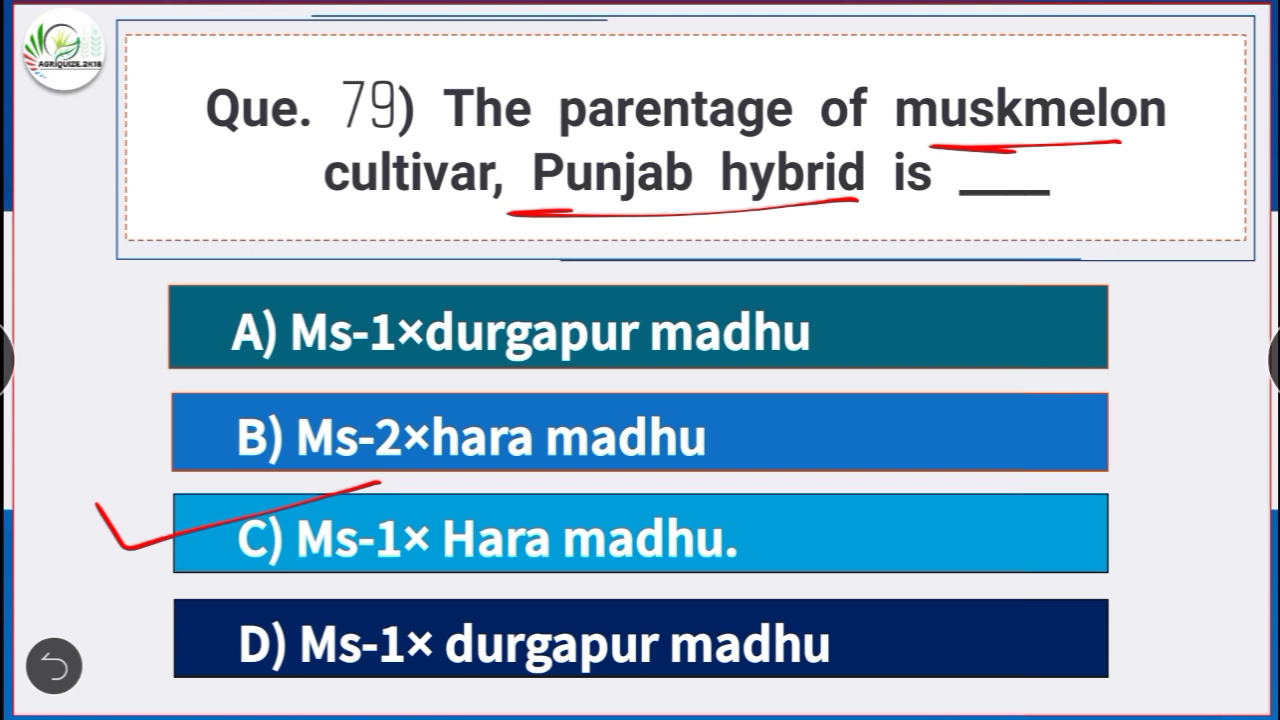 AGRIQUIZE.2K18
Que. 79) The parentage of muskmelon
cultivar, Punjab hybrid is ____
A) Ms-1×durgapur madhu
B) Ms-2×hara madhu
C) Ms-1× Hara madhu.
D) Ms-1× durgapur madhu